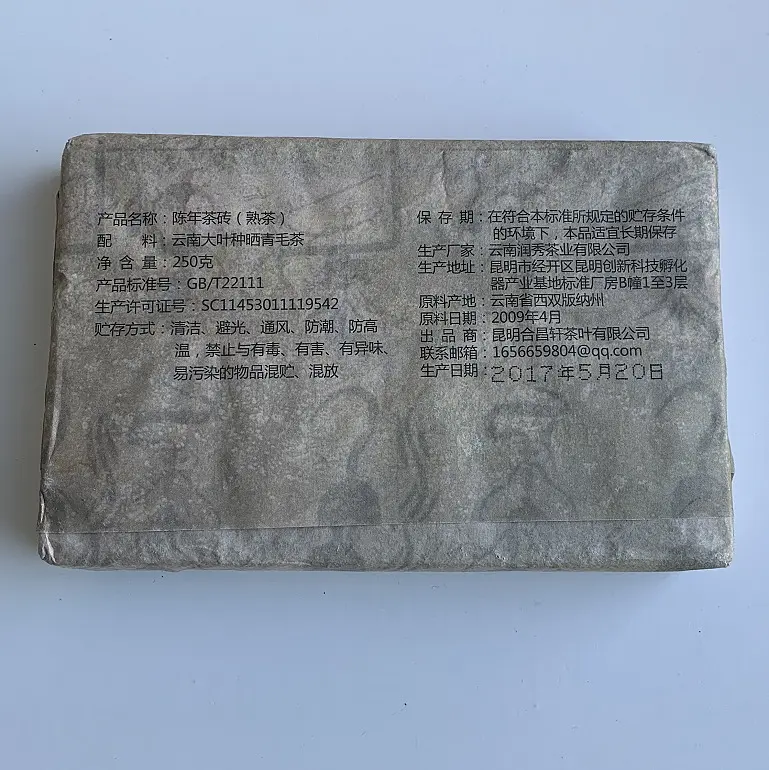 产品名称：陈年茶砖（熟茶）
配　　料：云南大叶种晒青毛茶
净 含 量：250克
产品标准号：GB/T22111
生产许可证号：SC11453011119542
贮存方式：清洁、避光、通风、防潮、防高
温，禁止与有毒、有害、有异味、
易污染的物品混贮、混放
保 存 期：在符合本标准所规定的贮存条件
的环境下，本品适宜长期保存
生产厂家：云南润秀茶业有限公司
生产地址：昆明市经开区昆明创新科技孵化
器产业基地标准厂房B幢1至3层
原料产地：云南省西双版纳州
原料日期：2009年4月
出 品 商：昆明合昌轩茶叶有限公司
联系邮箱：1656659804@qq.com
生产日期：2017年5月20日